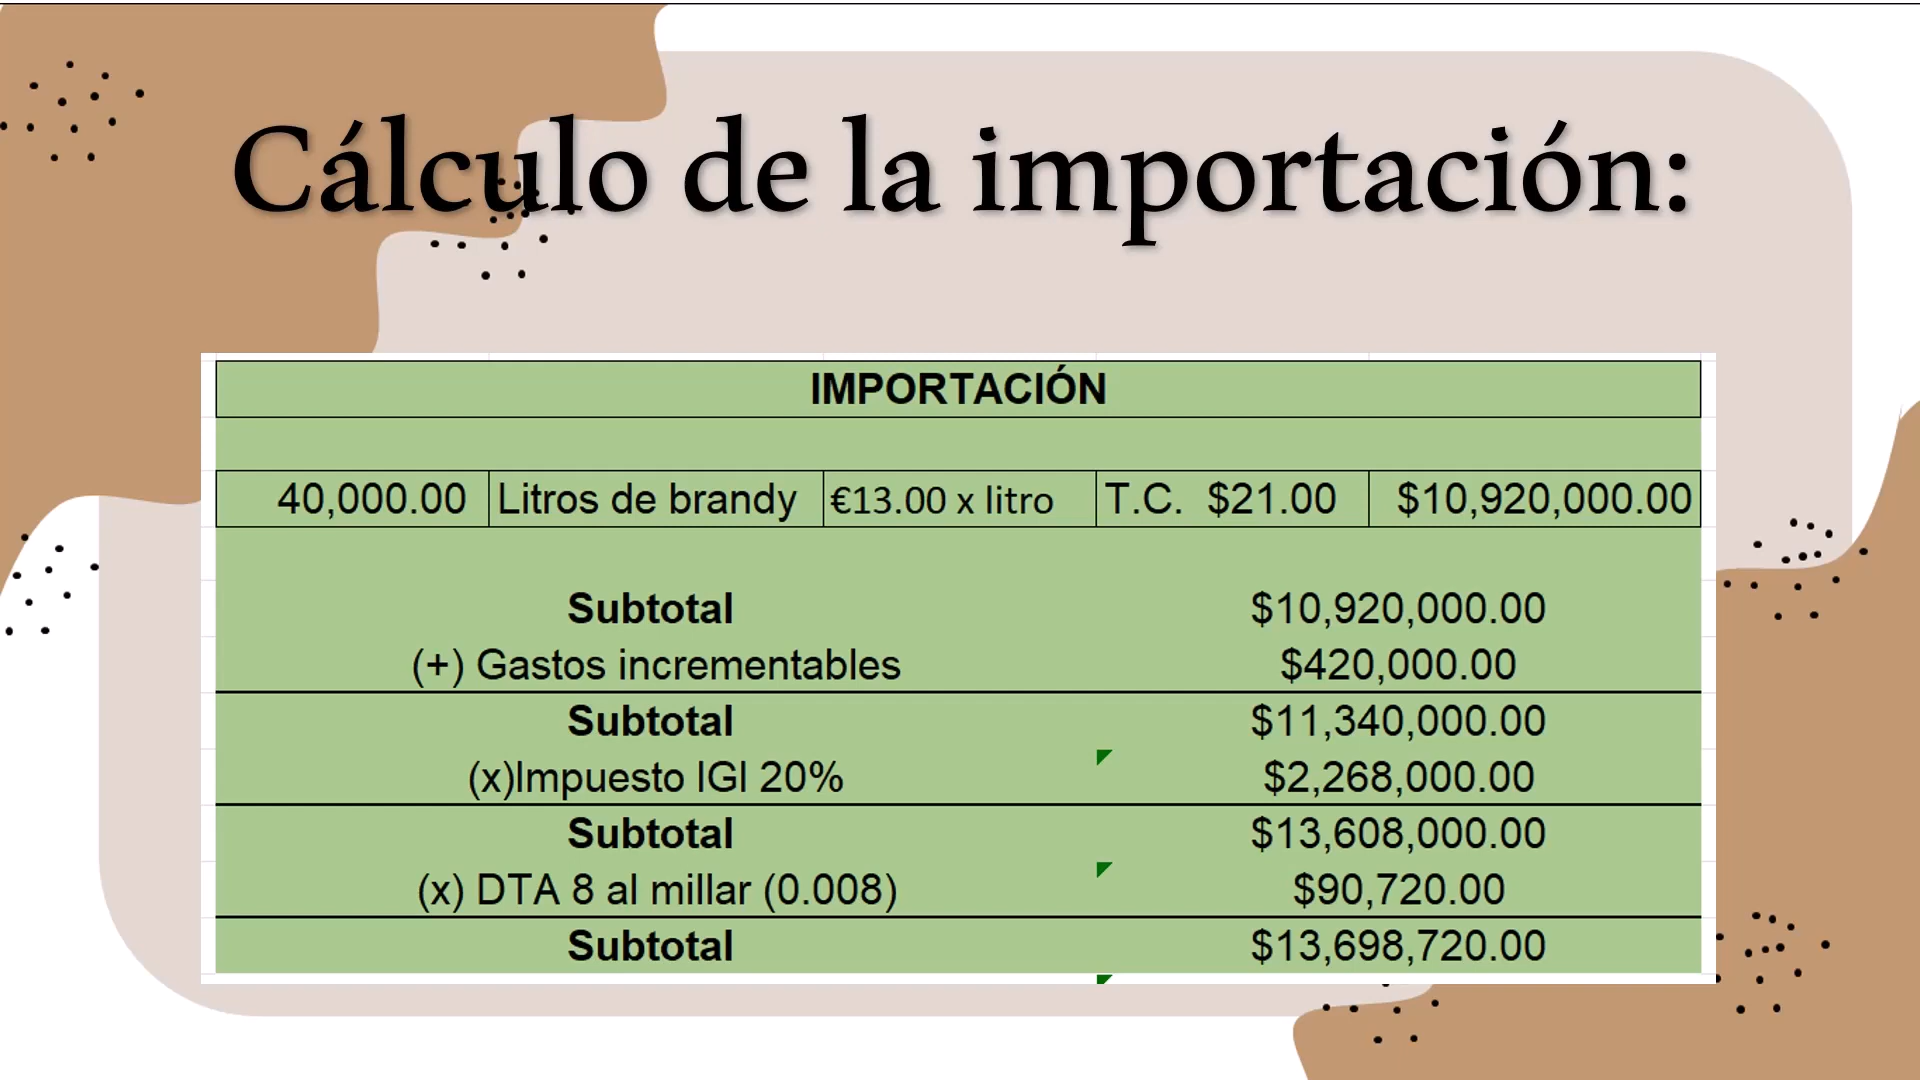 Cálculo de la importación:
IMPORTACIÓN
40,000.00 Litros de brandy €13.00 x litro T.C. $21.00 $10,920,000.00
Subtotal $10,920,000.00
(+) Gastos incrementables $420,000.00
Subtotal $11,340,000.00
(x)Impuesto IGI 20% $2,268,000.00
Subtotal $13,608,000.00
(x) DTA 8 al millar (0.008) $90,720.00
Subtotal $13,698,720.00